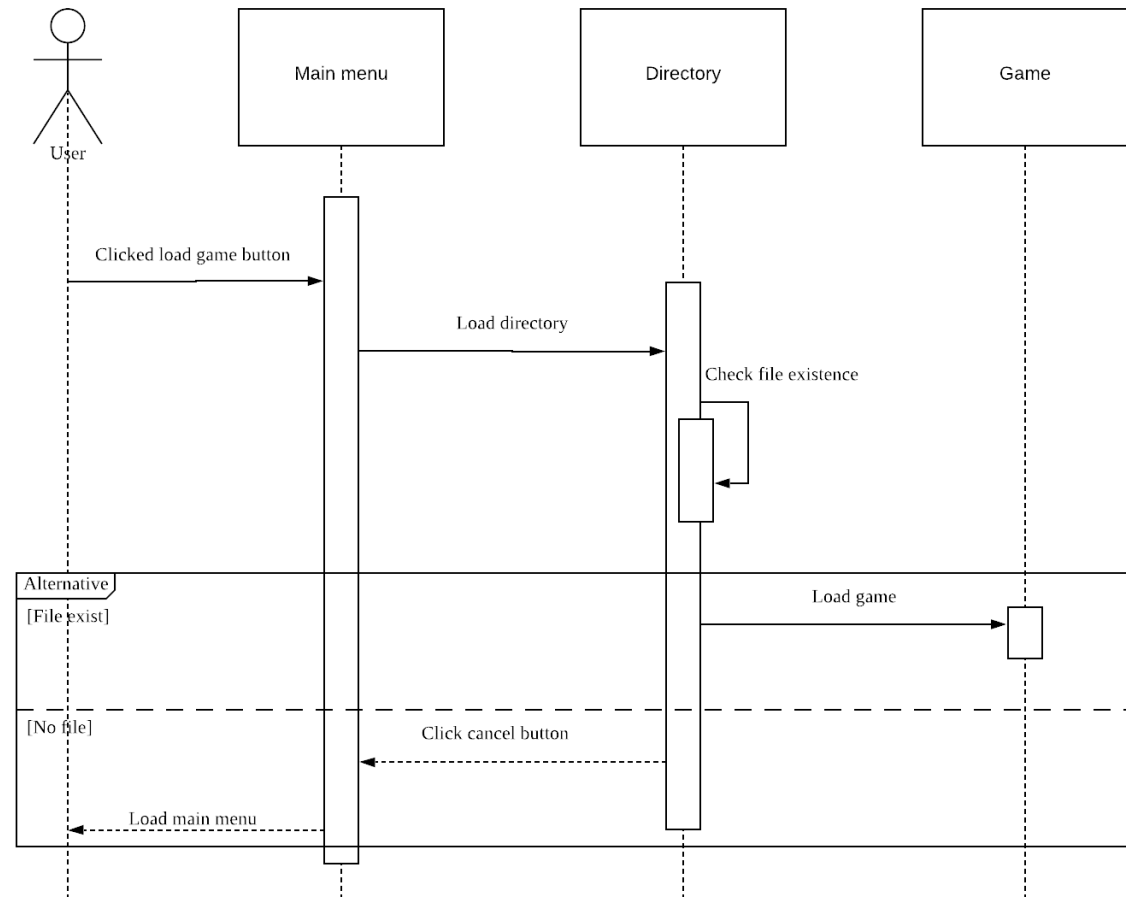 Main menu
Directory
Game
User
Clicked load game button
Load directory
Check file existence
Alternative
Load game
[File exist]
[No file]
Click cancel button
Load main menu